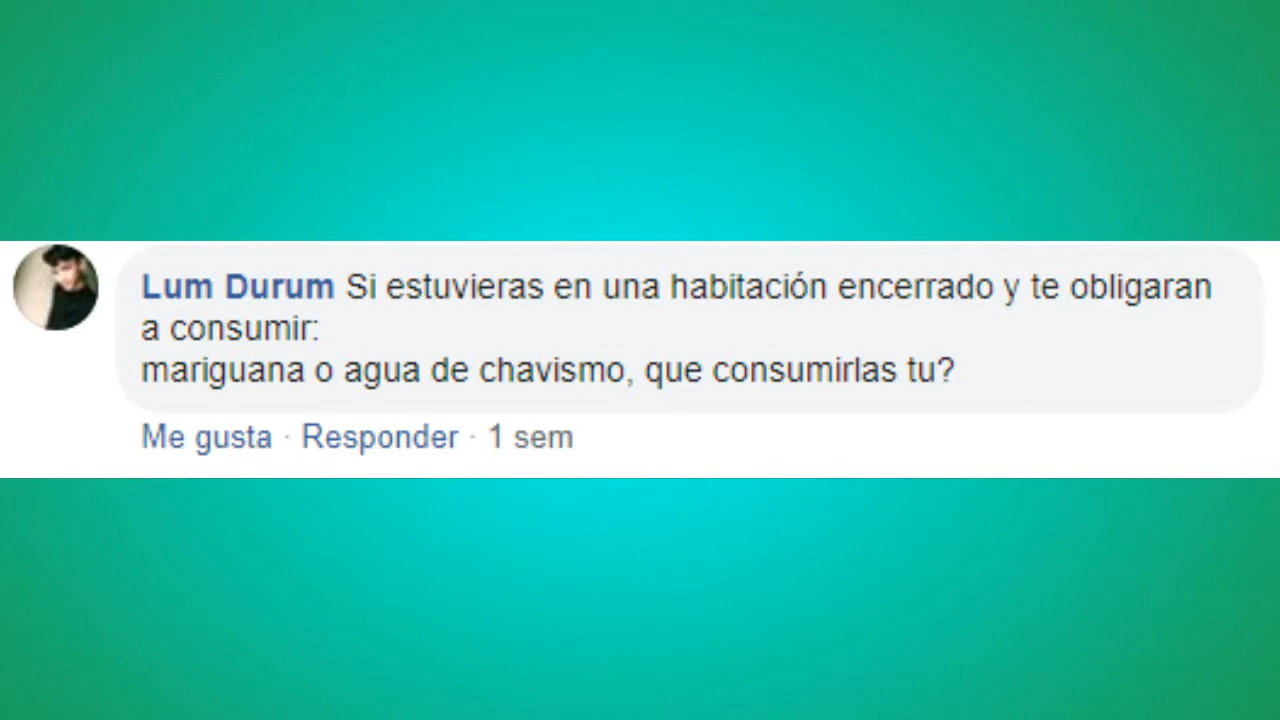 Lum Durum Si estuvieras en una habitación encerrado y te obligaran
a consumir:
mariguana o agua de chavismo, que consumirlas tu?
Me gusta · Responder · 1 sem